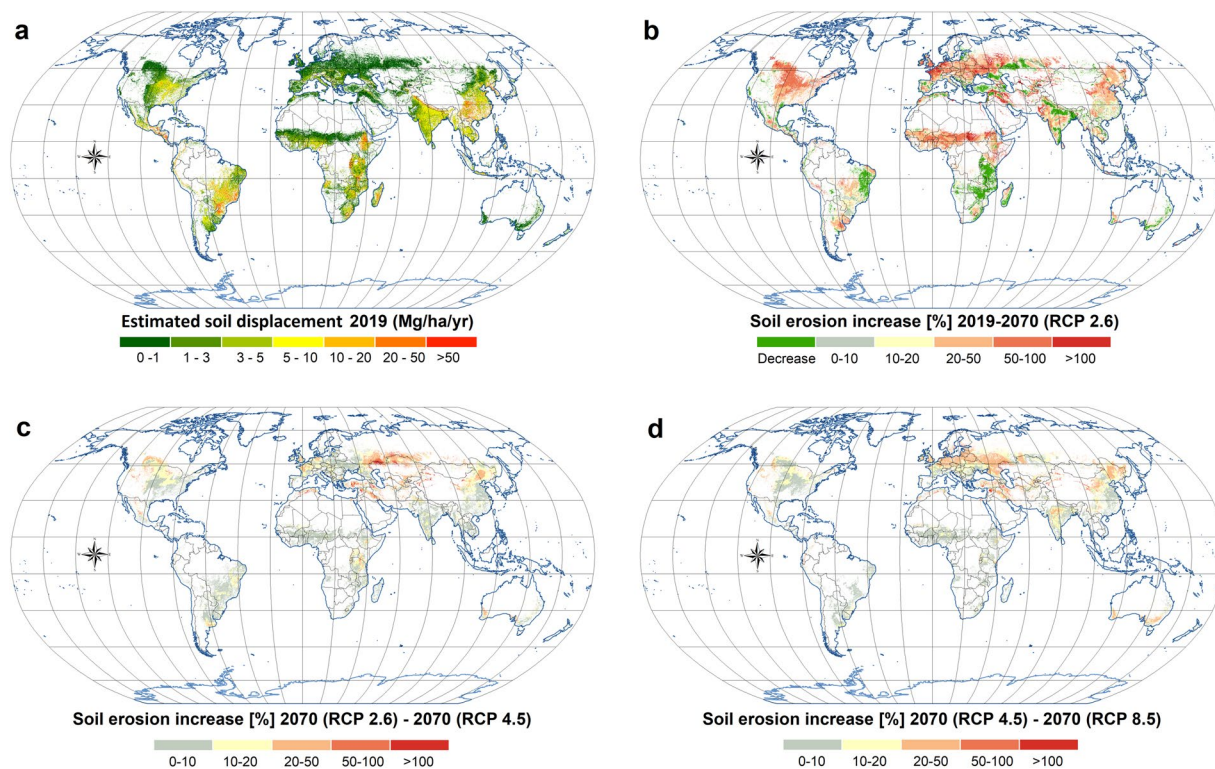 a
b
Estimated soil displacement 2019 (Mg/ha/yr)
0 -1 1 - 3 3 - 5 5 - 10 10 - 20 20 - 50 >50
Soil erosion increase [%] 2019-2070 (RCP 2.6)
Decrease 0-10 10-20 20-50 50-100 >100
c
d
Soil erosion increase [%] 2070 (RCP 2.6) - 2070 (RCP 4.5)
0-10 10-20 20-50 50-100 >100
Soil erosion increase [%] 2070 (RCP 4.5) - 2070 (RCP 8.5)
0-10 10-20 20-50 50-100 >100